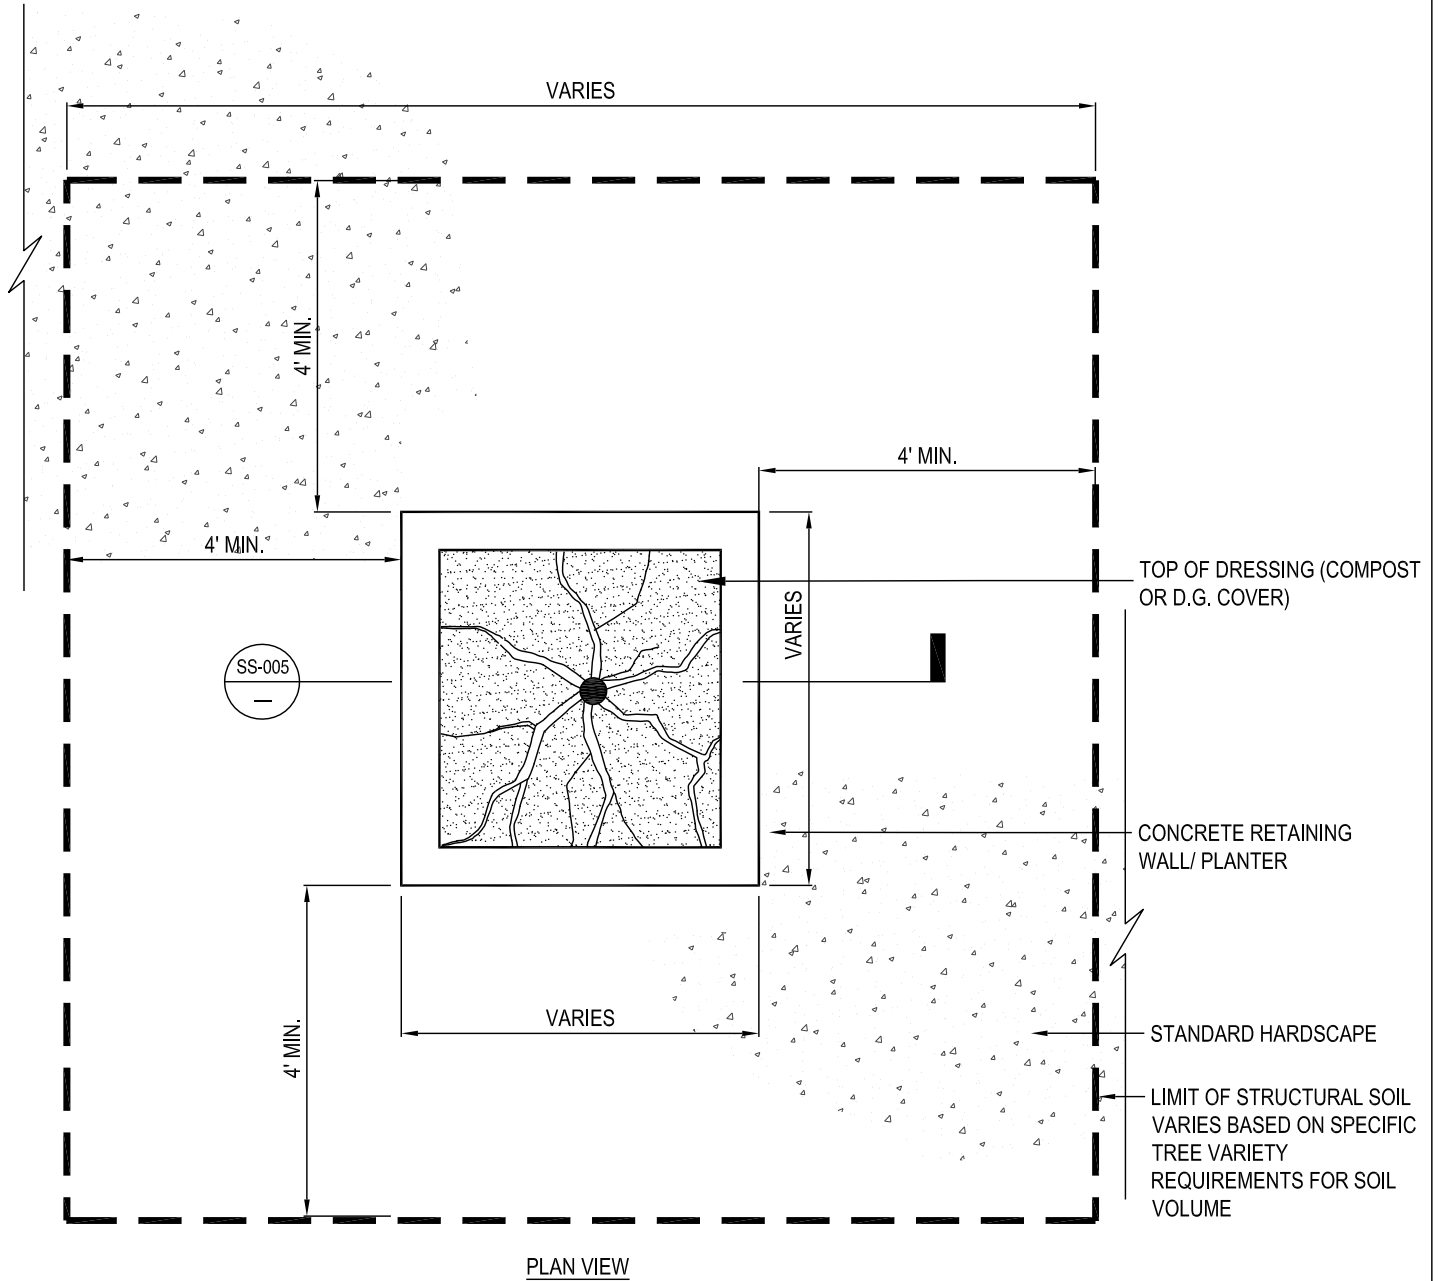 VARIES
4' MIN.
4' MIN.
4' MIN.
TOP OF DRESSING (COMPOST
OR D.G. COVER)
VARIES
SS-005
–
CONCRETE RETAINING
WALL/ PLANTER
VARIES
4' MIN.
STANDARD HARDSCAPE
LIMIT OF STRUCTURAL SOIL
VARIES BASED ON SPECIFIC
TREE VARIETY
REQUIREMENTS FOR SOIL
VOLUME
PLAN VIEW